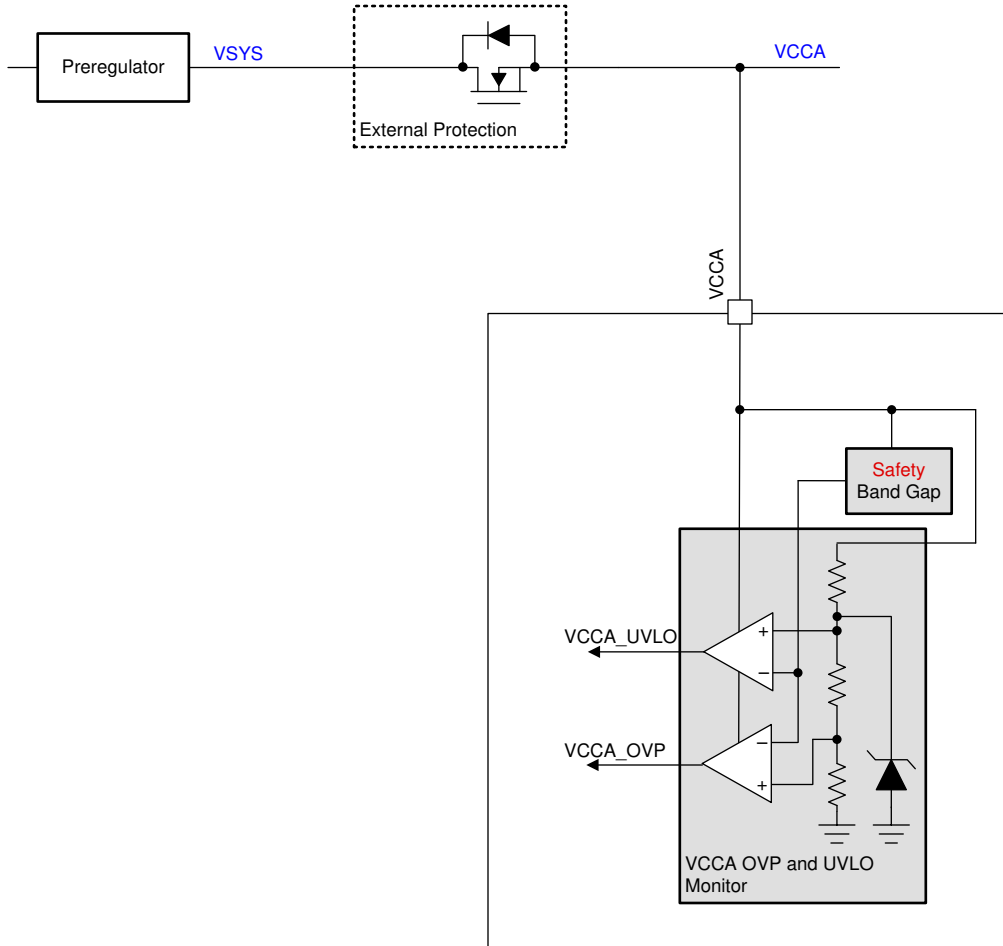 Preregulator
VSYS
External Protection
VCCA
VCCA
Safety
Band Gap
VCCA_UVLO
+
−
VCCA_OVP
−
+
VCCA OVP and UVLO
Monitor